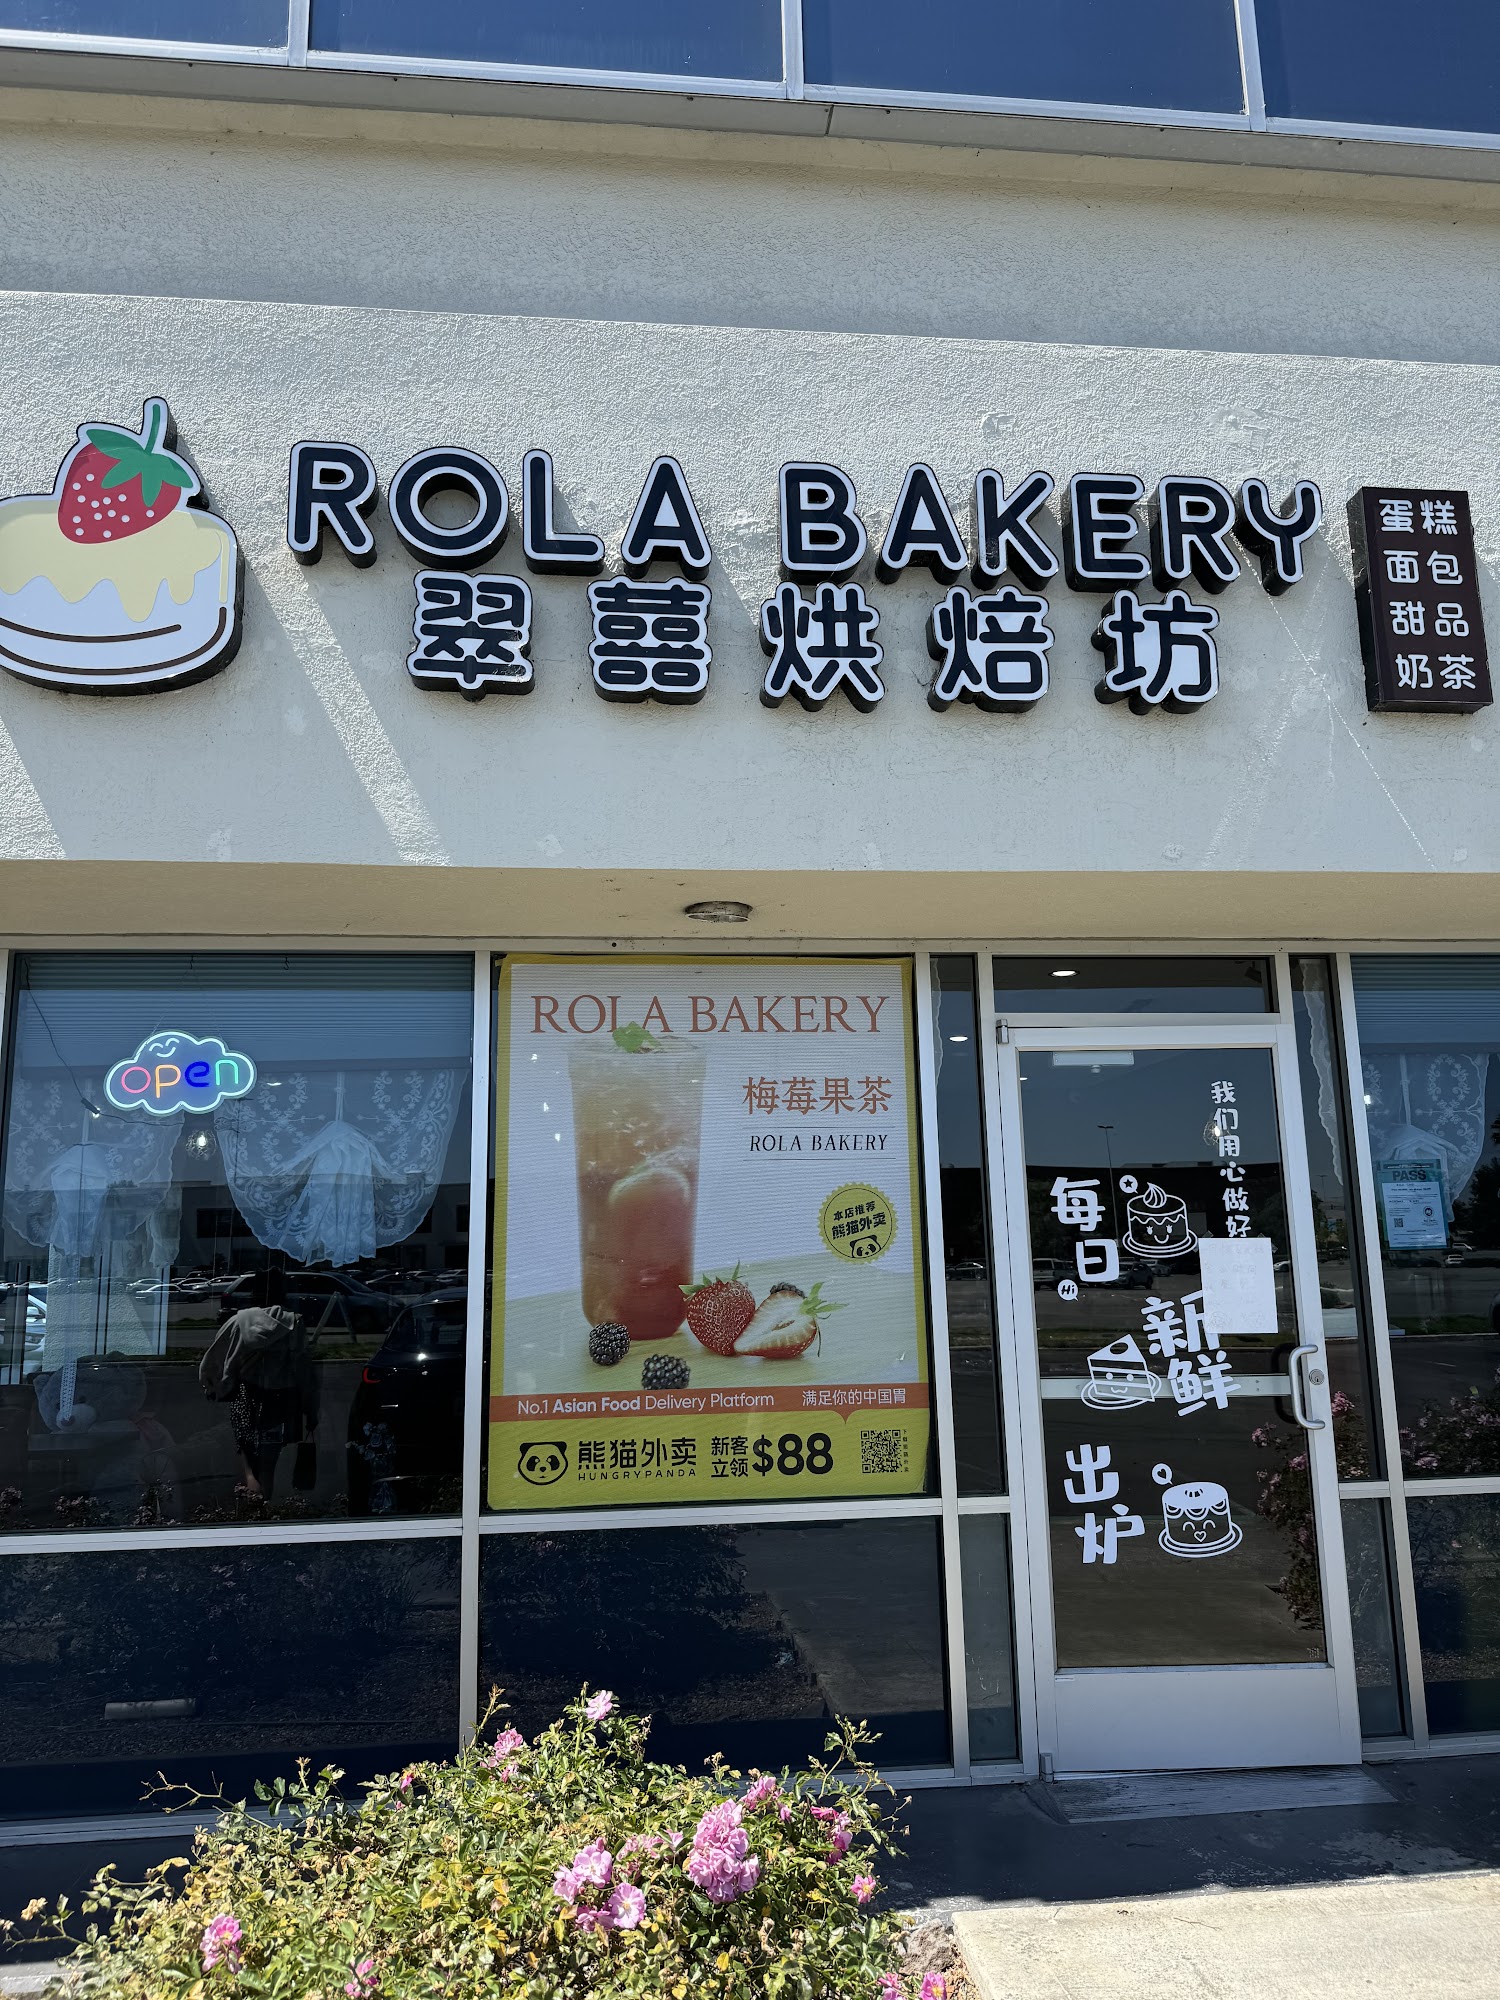 ROLA BAKERY
翠囍烘焙坊
蛋糕
面包
甜品
奶茶
open
ROLA BAKERY
梅莓果茶
ROLA BAKERY
本店推荐
熊猫外卖
No.1 Asian Food Delivery Platform
满足你的中国胃
熊猫外卖
HUNGRYPANDA
新客
立领
$88
我们用心做好
每日
Hi
新鲜
出炉
PASS